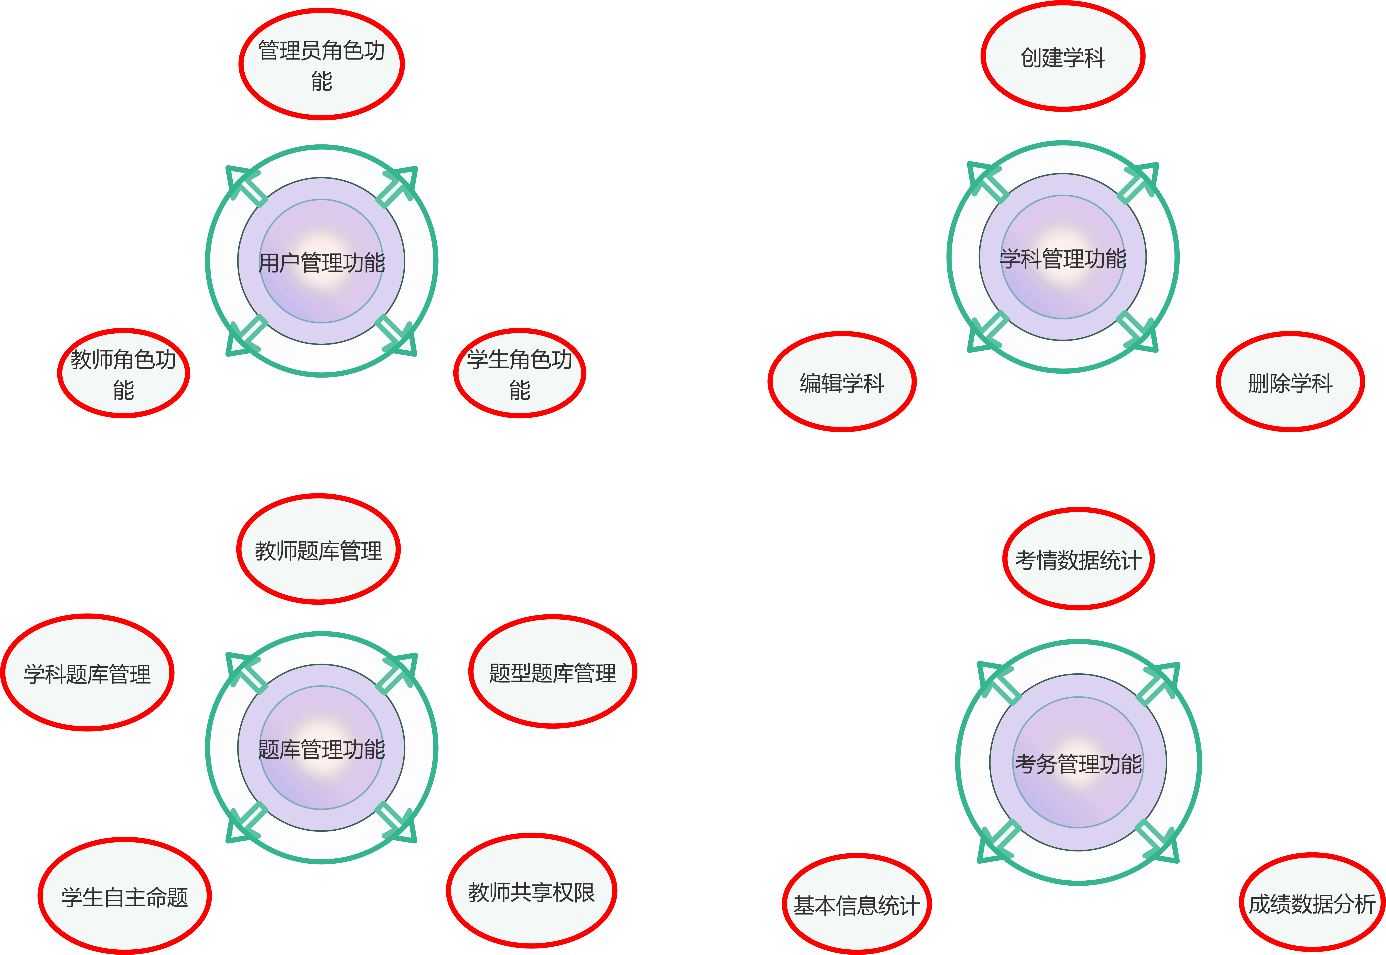 管理员角色功
能
用户管理功能
教师角色功
能
学生角色功
能
创建学科
学科管理功能
编辑学科
删除学科
教师题库管理
学科题库管理
题型题库管理
题库管理功能
学生自主命题
教师共享权限
考情数据统计
考务管理功能
基本信息统计
成绩数据分析